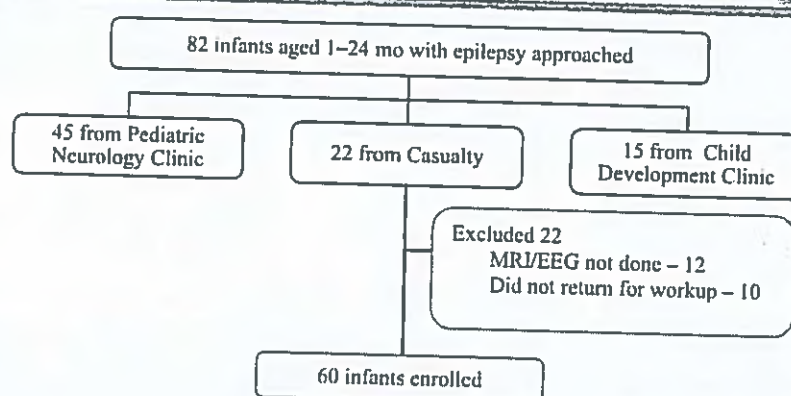 82 infants aged 1–24 mo with epilepsy approached
45 from Pediatric
Neurology Clinic
22 from Casualty
15 from Child
Development Clinic
Excluded 22
MRI/EEG not done – 12
Did not return for workup – 10
60 infants enrolled